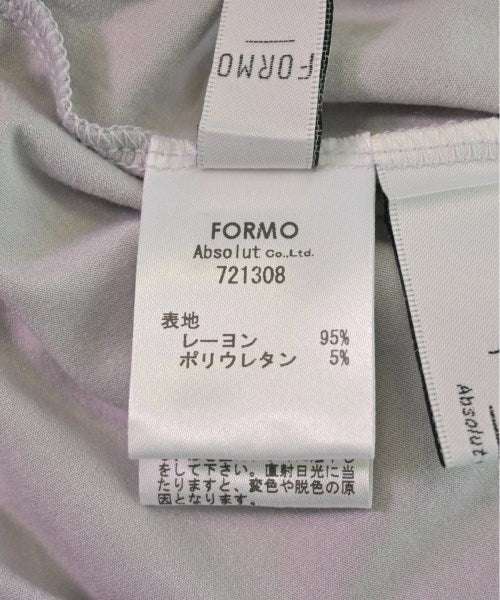 FORMO
FORMO
Absolut Co.,Ltd.
721308
表地
レーヨン 95%
ポリウレタン 5%
をして下さい。直射日光に当
たりますと、変色や脱色の原
因となります。
Absolut